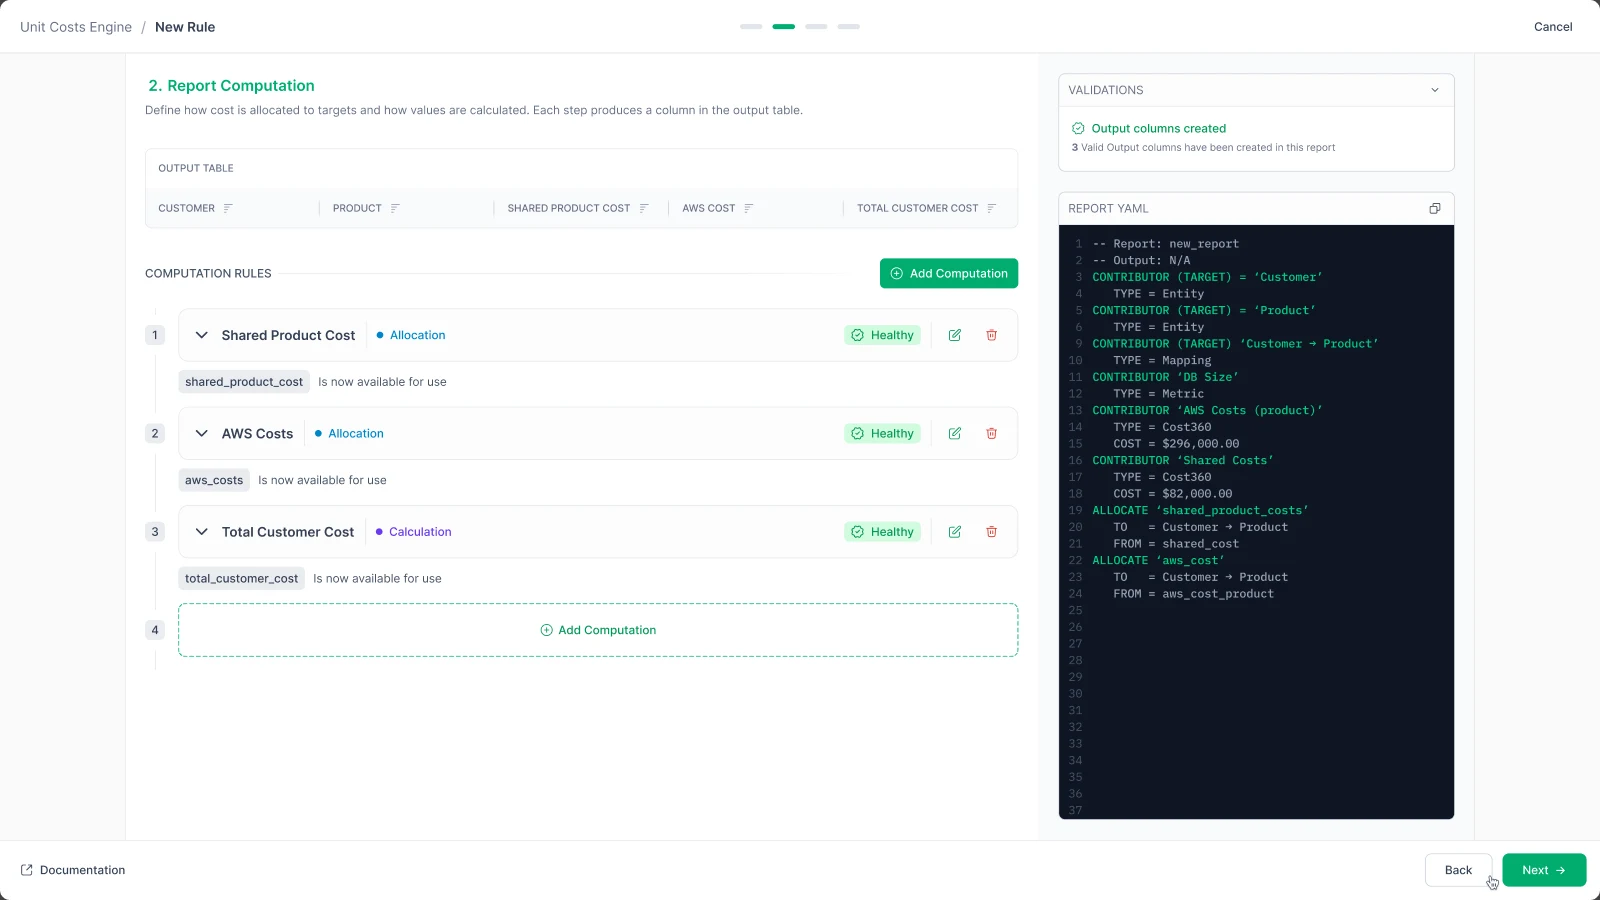 Unit Costs Engine / New Rule
Cancel
2. Report Computation
Define how cost is allocated to targets and how values are calculated. Each step produces a column in the output table.
OUTPUT TABLE
CUSTOMER PRODUCT SHARED PRODUCT COST AWS COST TOTAL CUSTOMER COST
COMPUTATION RULES
Add Computation
1 Shared Product Cost Allocation Healthy
shared_product_cost Is now available for use
2 AWS Costs Allocation Healthy
aws_costs Is now available for use
3 Total Customer Cost Calculation Healthy
total_customer_cost Is now available for use
4 Add Computation
VALIDATIONS
Output columns created
3 Valid Output columns have been created in this report
REPORT YAML
1 -- Report: new_report
2 -- Output: N/A
3 CONTRIBUTOR (TARGET) = ‘Customer’
4 TYPE = Entity
5 CONTRIBUTOR (TARGET) = ‘Product’
6 TYPE = Entity
9 CONTRIBUTOR (TARGET) ‘Customer → Product’
10 TYPE = Mapping
11 CONTRIBUTOR ‘DB Size’
12 TYPE = Metric
13 CONTRIBUTOR ‘AWS Costs (product)’
14 TYPE = Cost360
15 COST = $296,000.00
16 CONTRIBUTOR ‘Shared Costs’
17 TYPE = Cost360
18 COST = $82,000.00
19 ALLOCATE ‘shared_product_costs’
20 TO = Customer → Product
21 FROM = shared_cost
22 ALLOCATE ‘aws_cost’
23 TO = Customer → Product
24 FROM = aws_cost_product
25
26
27
28
29
30
31
32
33
34
35
36
37
Documentation
Back
Next →